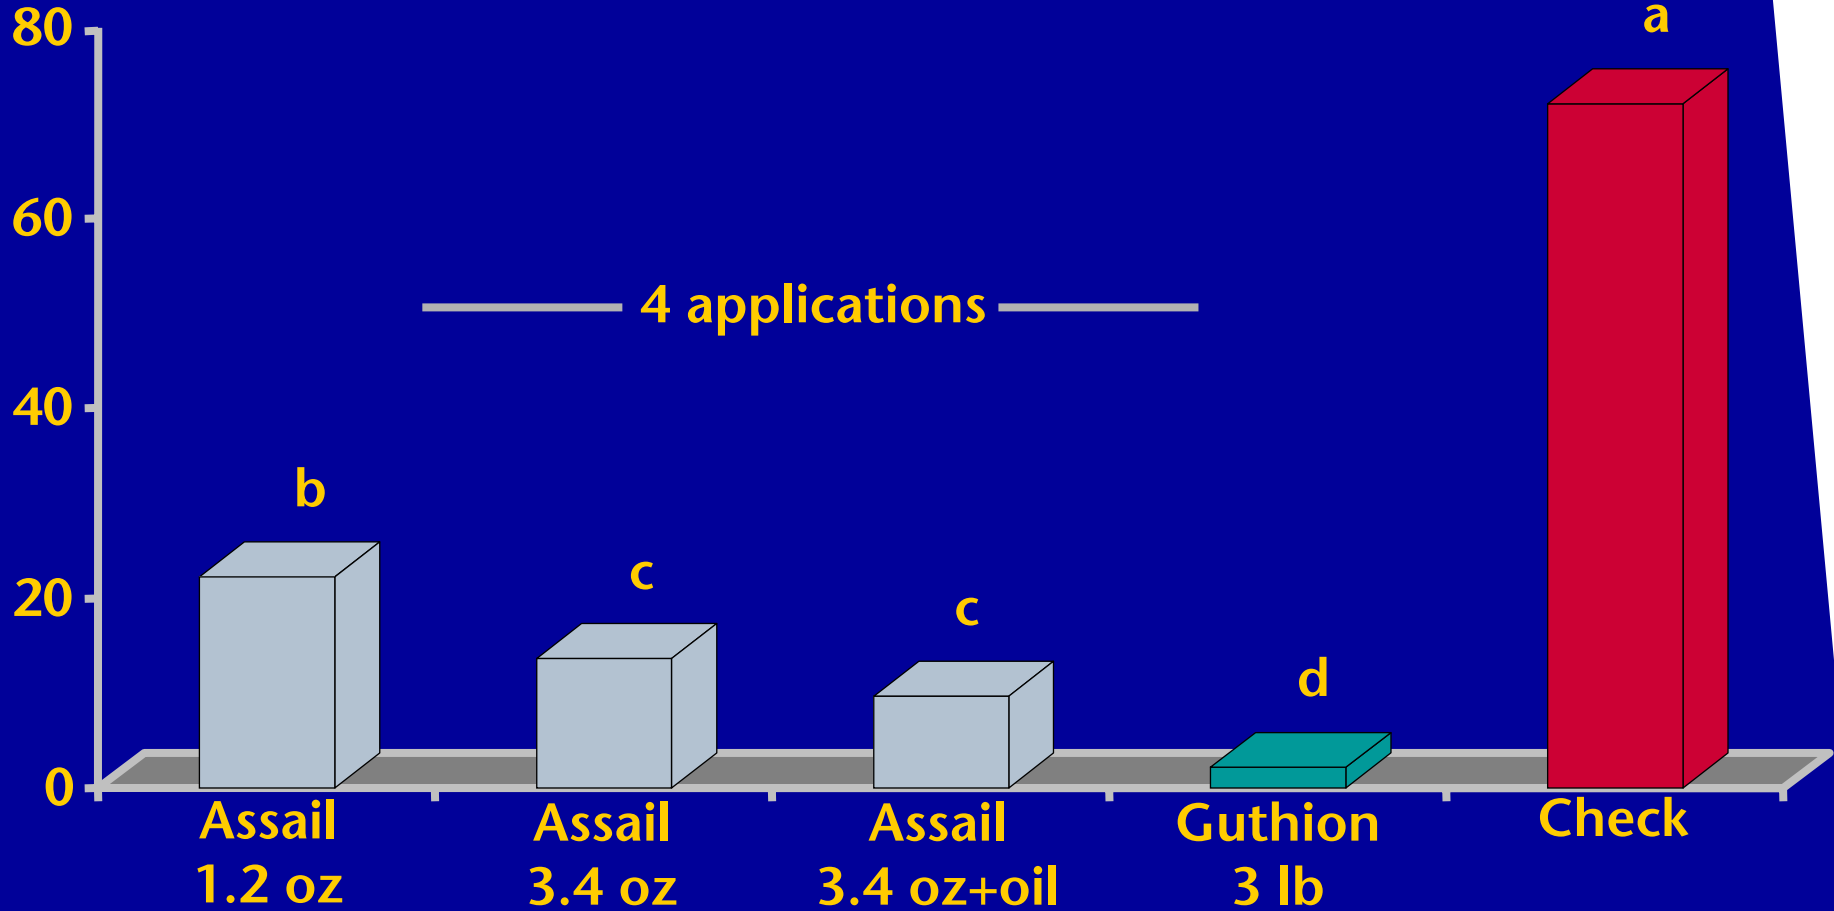 80
60
40
20
0
a
b
c
c
d
4 applications
Assail
1.2 oz
Assail
3.4 oz
Assail
3.4 oz+oil
Guthion
3 lb
Check